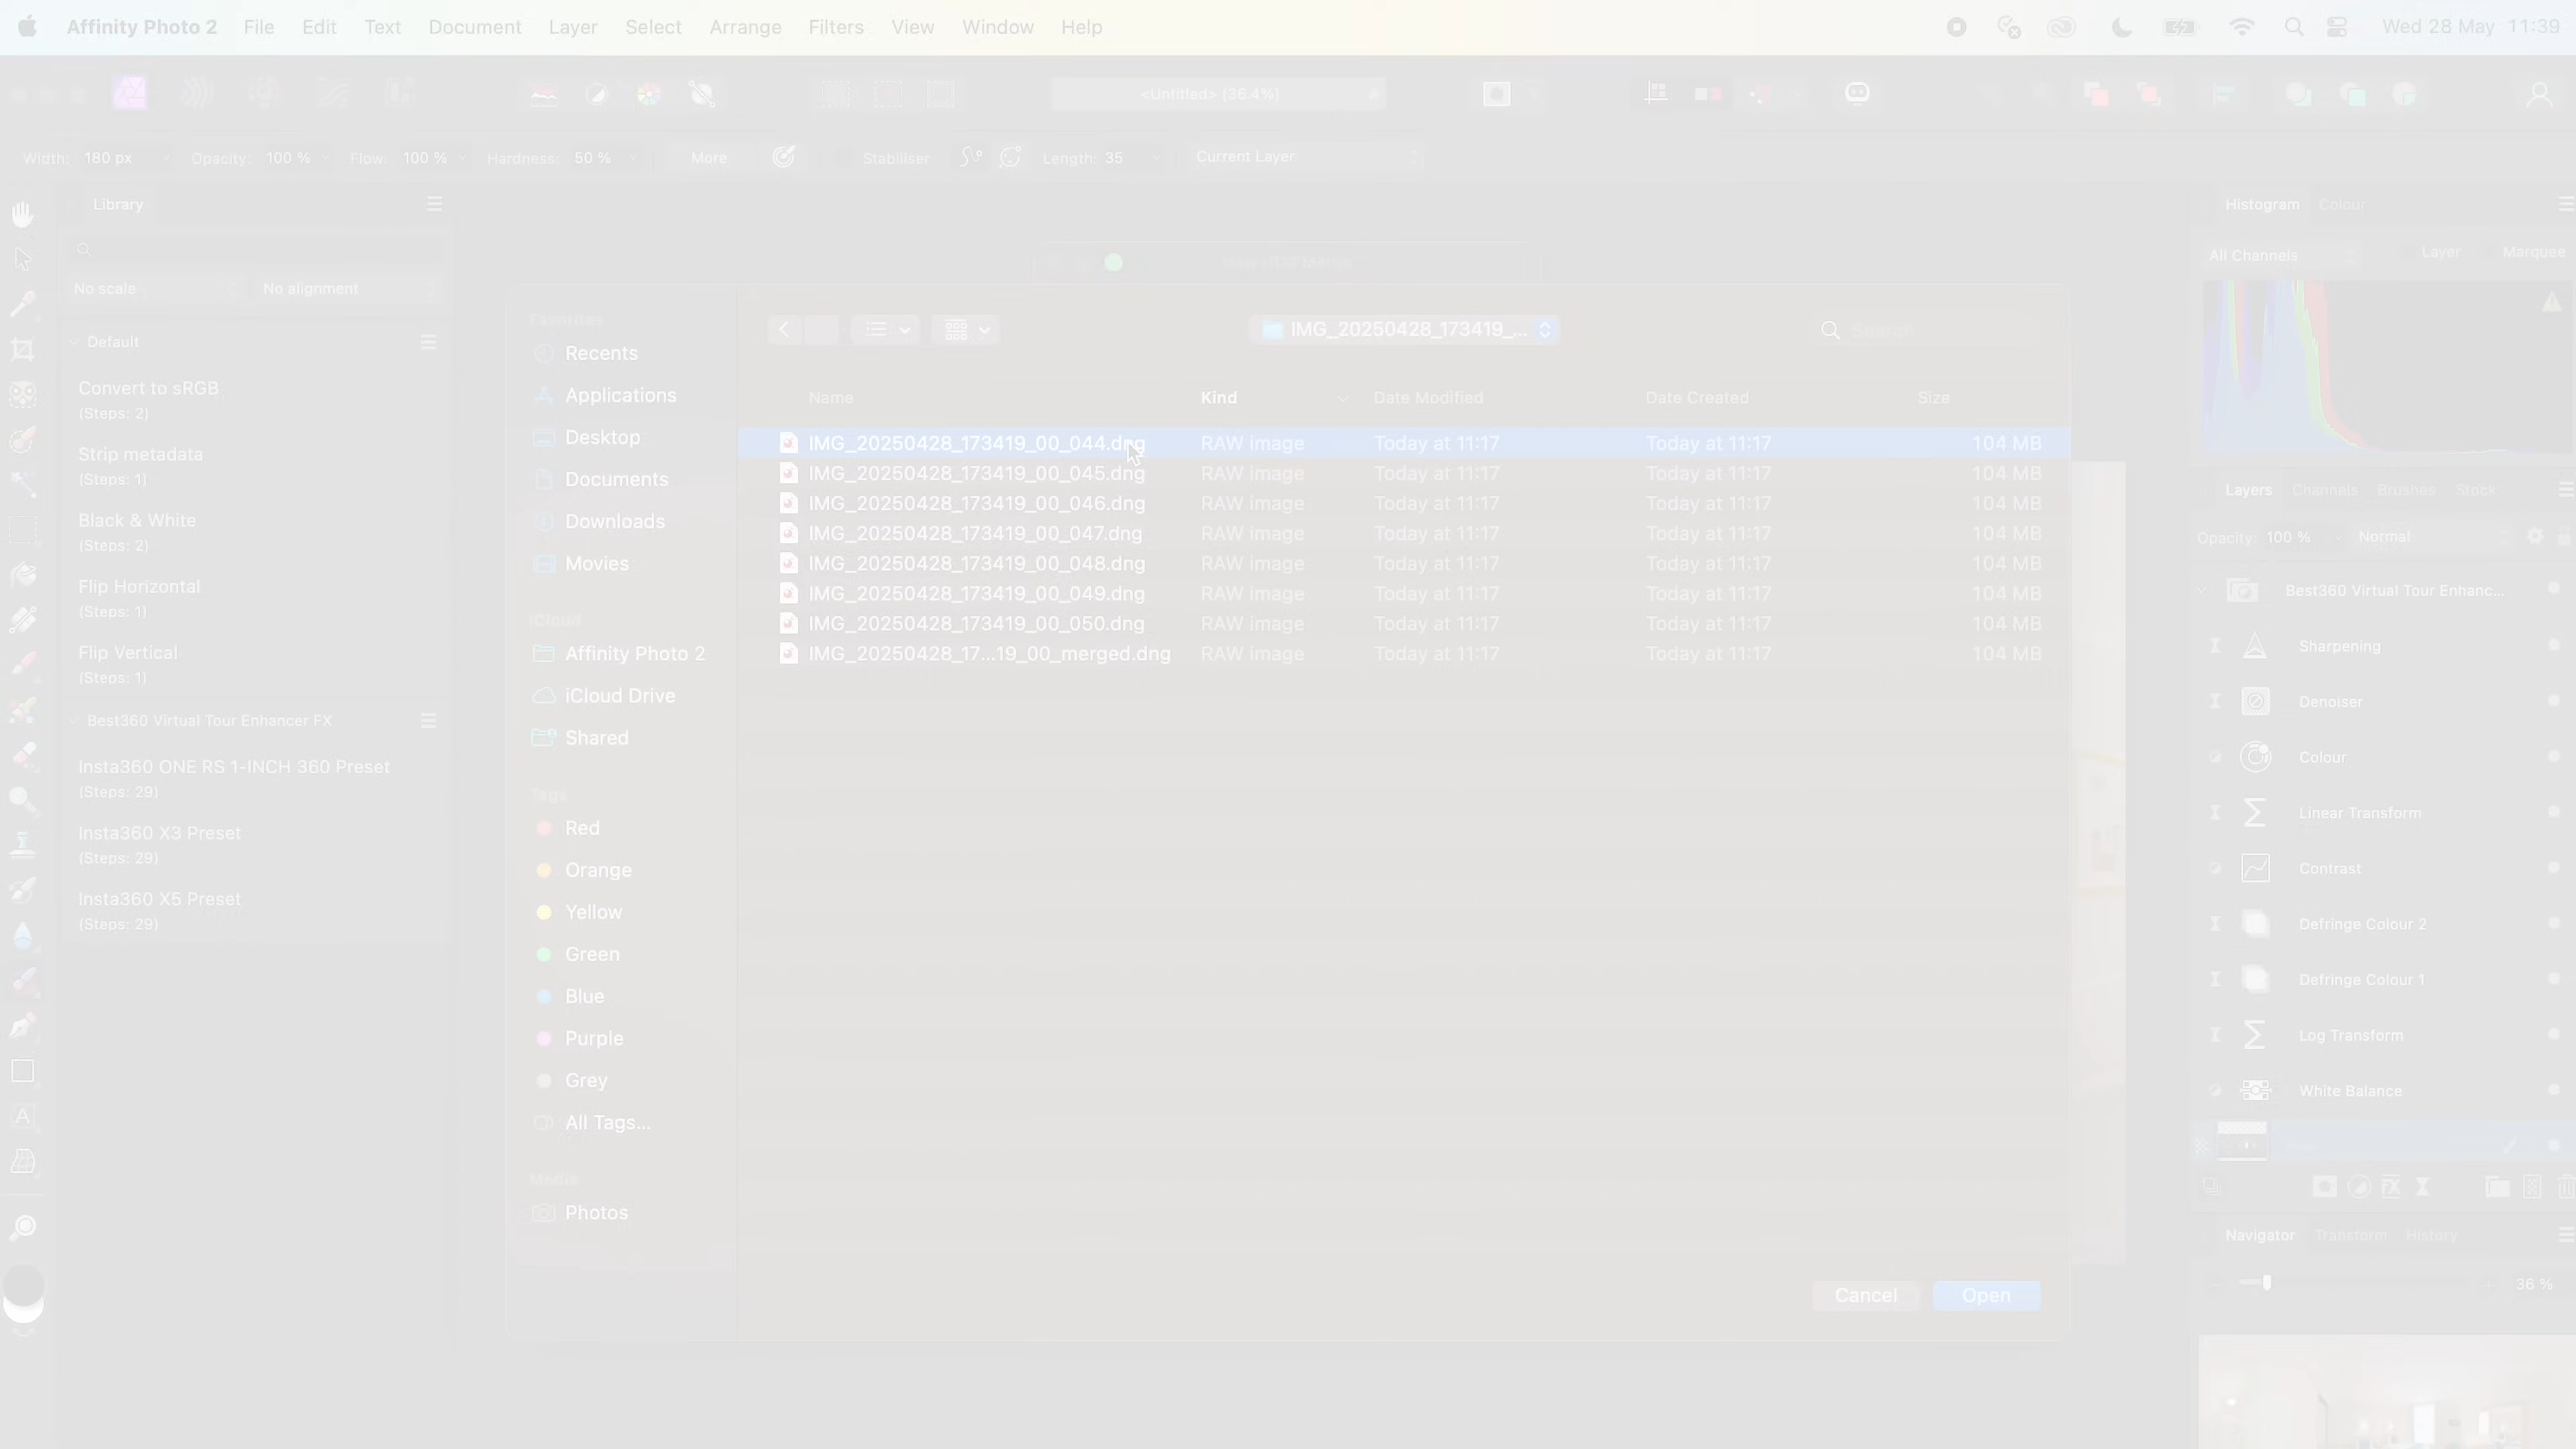 Affinity Photo 2 File Edit Text Document Layer Select Arrange Filters View Window Help Wed 28 May 11:39
<Untitled> (36.4%)
Width: 180 px Opacity: 100 % Flow: 100 % Hardness: 50 % More Stabiliser Length: 35 Current Layer
Library
No scale No alignment
Default
Convert to sRGB
(Steps: 2)
Strip metadata
(Steps: 1)
Black & White
(Steps: 2)
Flip Horizontal
(Steps: 1)
Flip Vertical
(Steps: 1)
Best360 Virtual Tour Enhancer FX
Insta360 ONE RS 1-INCH 360 Preset
(Steps: 29)
Insta360 X3 Preset
(Steps: 29)
Insta360 X5 Preset
(Steps: 29)
Favorites
Recents
Applications
Desktop
Documents
Downloads
Movies
iCloud
Affinity Photo 2
iCloud Drive
Shared
Tags
Red
Orange
Yellow
Green
Blue
Purple
Grey
All Tags...
Media
Photos
IMG_20250428_173419_... Search
Name Kind Date Modified Date Created Size
IMG_20250428_173419_00_044.dng RAW image Today at 11:17 Today at 11:17 104 MB
IMG_20250428_173419_00_045.dng RAW image Today at 11:17 Today at 11:17 104 MB
IMG_20250428_173419_00_046.dng RAW image Today at 11:17 Today at 11:17 104 MB
IMG_20250428_173419_00_047.dng RAW image Today at 11:17 Today at 11:17 104 MB
IMG_20250428_173419_00_048.dng RAW image Today at 11:17 Today at 11:17 104 MB
IMG_20250428_173419_00_049.dng RAW image Today at 11:17 Today at 11:17 104 MB
IMG_20250428_173419_00_050.dng RAW image Today at 11:17 Today at 11:17 104 MB
IMG_20250428_17...19_00_merged.dng RAW image Today at 11:17 Today at 11:17 104 MB
Cancel Open
Histogram Colour
All Channels Layer Marquee
Layers Channels Brushes Stock
Opacity: 100 % Normal
Best360 Virtual Tour Enhanc...
Sharpening
Denoiser
Colour
Linear Transform
Contrast
Defringe Colour 2
Defringe Colour 1
Log Transform
White Balance
Navigator Transform History
36 %